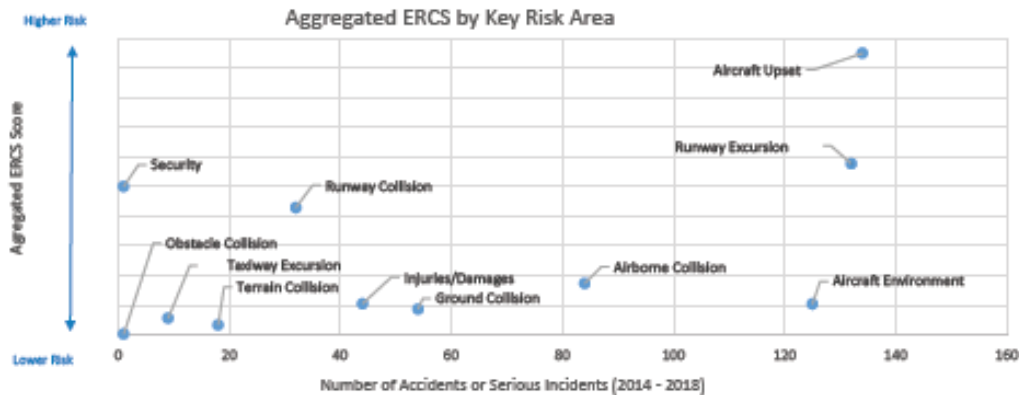 Higher Risk
Aggregated ERCS by Key Risk Area
Agregated ERCS Score
Aircraft Upset
Runway Excursion
Security
Runway Collision
Obstacle Collision
Taxiway Excursion
Injuries/Damages
Airborne Collision
Aircraft Environment
Terrain Collision
Ground Collision
Lower Risk
0 20 40 60 80 100 120 140 160
Number of Accidents or Serious Incidents (2014 - 2018)